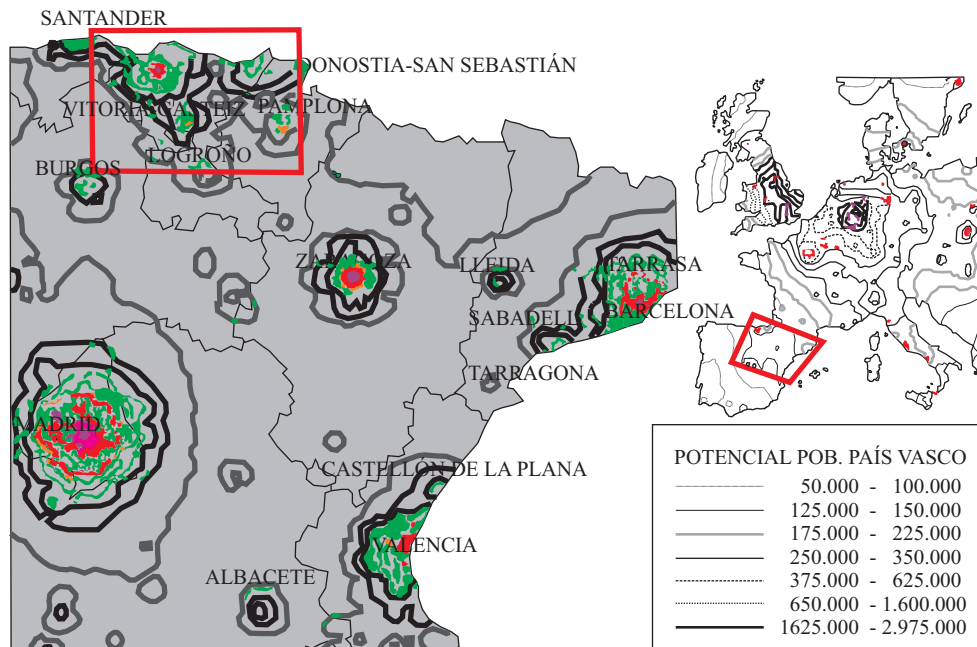 SANTANDER
DONOSTIA-SAN SEBASTIÁN
VITORIA-GASTEIZ
PAMPLONA
LOGROÑO
BURGOS
ZARAGOZA
LLEIDA
TARRASA
SABADELL
BARCELONA
TARRAGONA
MADRID
CASTELLÓN DE LA PLANA
VALENCIA
ALBACETE
POTENCIAL POB. PAÍS VASCO
50.000 - 100.000
125.000 - 150.000
175.000 - 225.000
250.000 - 350.000
375.000 - 625.000
650.000 - 1.600.000
1625.000 - 2.975.000